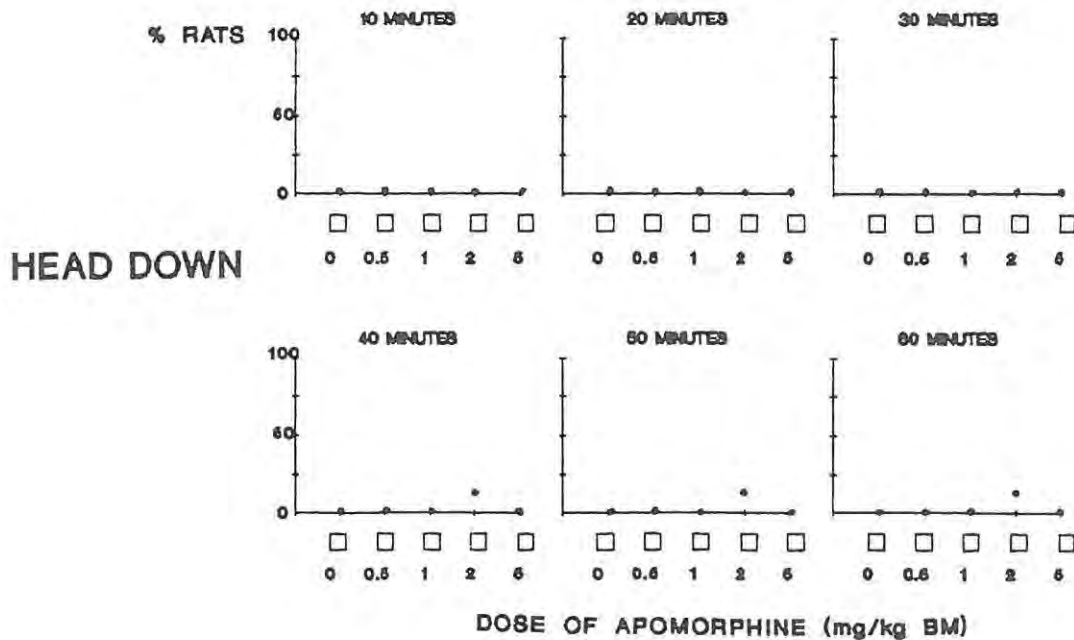 10 MINUTES 20 MINUTES 30 MINUTES
% RATS
100
50
0
0 0.5 1 2 5 0 0.5 1 2 5 0 0.5 1 2 5
HEAD DOWN
40 MINUTES 50 MINUTES 60 MINUTES
100
50
0
0 0.5 1 2 5 0 0.5 1 2 5 0 0.5 1 2 5
DOSE OF APOMORPHINE (mg/kg BM)